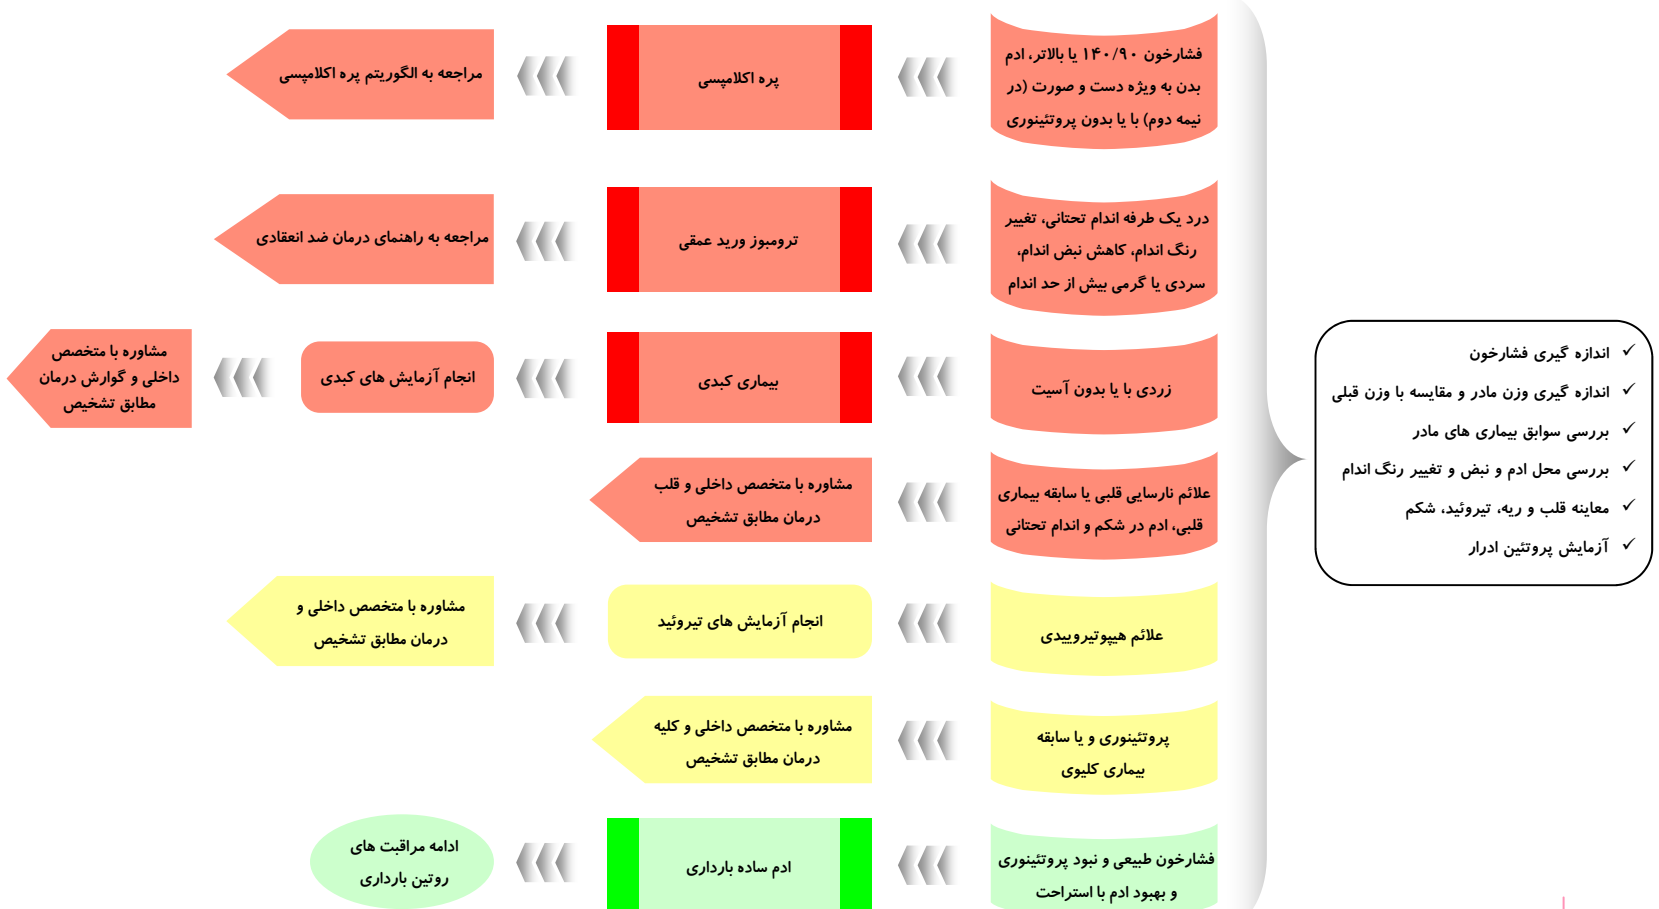 اندازه گیری فشارخون
اندازه گیری وزن مادر و مقایسه با وزن قبلی
بررسی سوابق بیماری های مادر
بررسی محل ادم و نبض و تغییر رنگ اندام
معاینه قلب و ریه، تیروئید، شکم
آزمایش پروتئین ادرار
فشارخون ۱۴۰/۹۰ یا بالاتر، ادم
بدن به ویژه دست و صورت (در
نیمه دوم) با یا بدون پروتئینوری
پره اکلامپسی
مراجعه به الگوریتم پره اکلامپسی
درد یک طرفه اندام تحتانی، تغییر
رنگ اندام، کاهش نبض اندام،
سردی یا گرمی بیش از حد اندام
ترومبوز ورید عمقی
مراجعه به راهنمای درمان ضد انعقادی
زردی با یا بدون آسیت
بیماری کبدی
انجام آزمایش های کبدی
مشاوره با متخصص
داخلی و گوارش درمان
مطابق تشخیص
علائم نارسایی قلبی یا سابقه بیماری
قلبی، ادم در شکم و اندام تحتانی
مشاوره با متخصص داخلی و قلب
درمان مطابق تشخیص
علائم هیپوتیروییدی
انجام آزمایش های تیروئید
مشاوره با متخصص داخلی و
درمان مطابق تشخیص
پروتئینوری و یا سابقه
بیماری کلیوی
مشاوره با متخصص داخلی و کلیه
درمان مطابق تشخیص
فشارخون طبیعی و نبود پروتئینوری
و بهبود ادم با استراحت
ادم ساده بارداری
ادامه مراقبت های
روتین بارداری